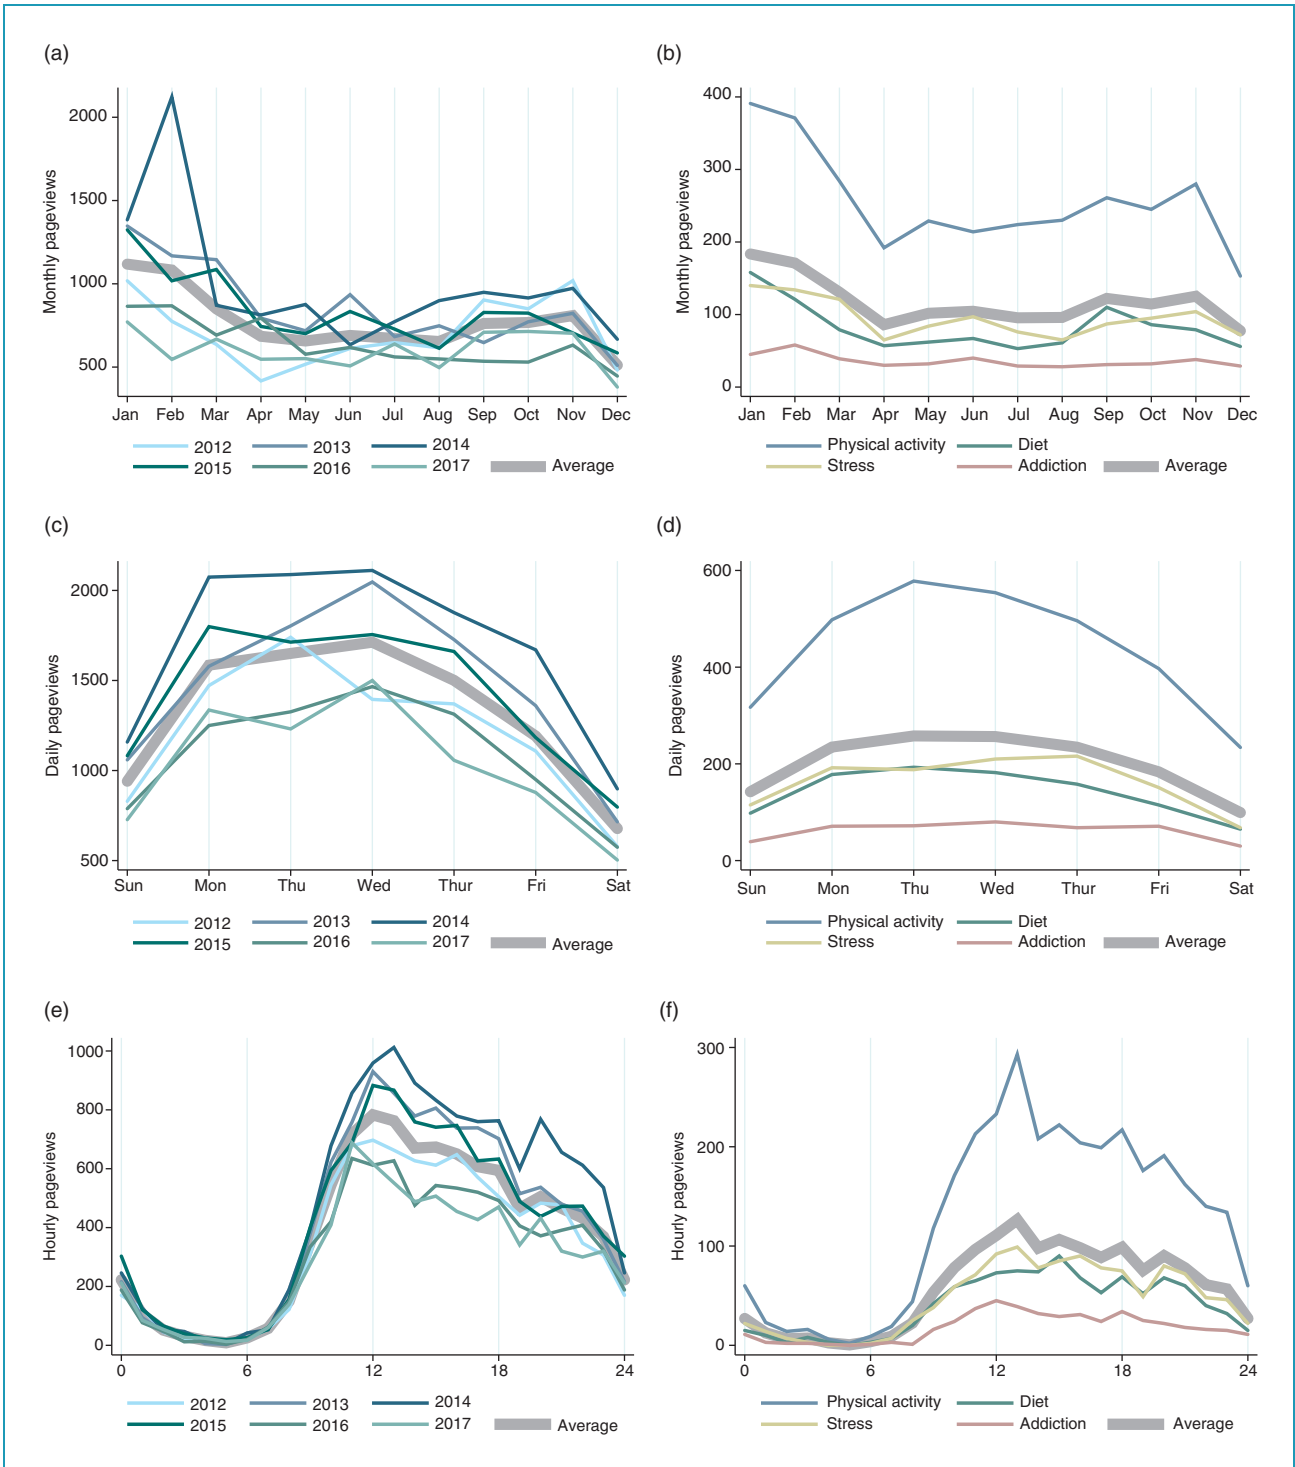 (a)
Monthly pageviews
2000
1500
1000
500
Jan Feb Mar Apr May Jun Jul Aug Sep Oct Nov Dec
2012 2013 2014
2015 2016 2017 Average
(b)
Monthly pageviews
400
300
200
100
0
Jan Feb Mar Apr May Jun Jul Aug Sep Oct Nov Dec
Physical activity Diet
Stress Addiction Average
(c)
Daily pageviews
2000
1500
1000
500
Sun Mon Thu Wed Thur Fri Sat
2012 2013 2014
2015 2016 2017 Average
(d)
Daily pageviews
600
400
200
0
Sun Mon Thu Wed Thur Fri Sat
Physical activity Diet
Stress Addiction Average
(e)
Hourly pageviews
1000
800
600
400
200
0
0 6 12 18 24
2012 2013 2014
2015 2016 2017 Average
(f)
Hourly pageviews
300
200
100
0
0 6 12 18 24
Physical activity Diet
Stress Addiction Average